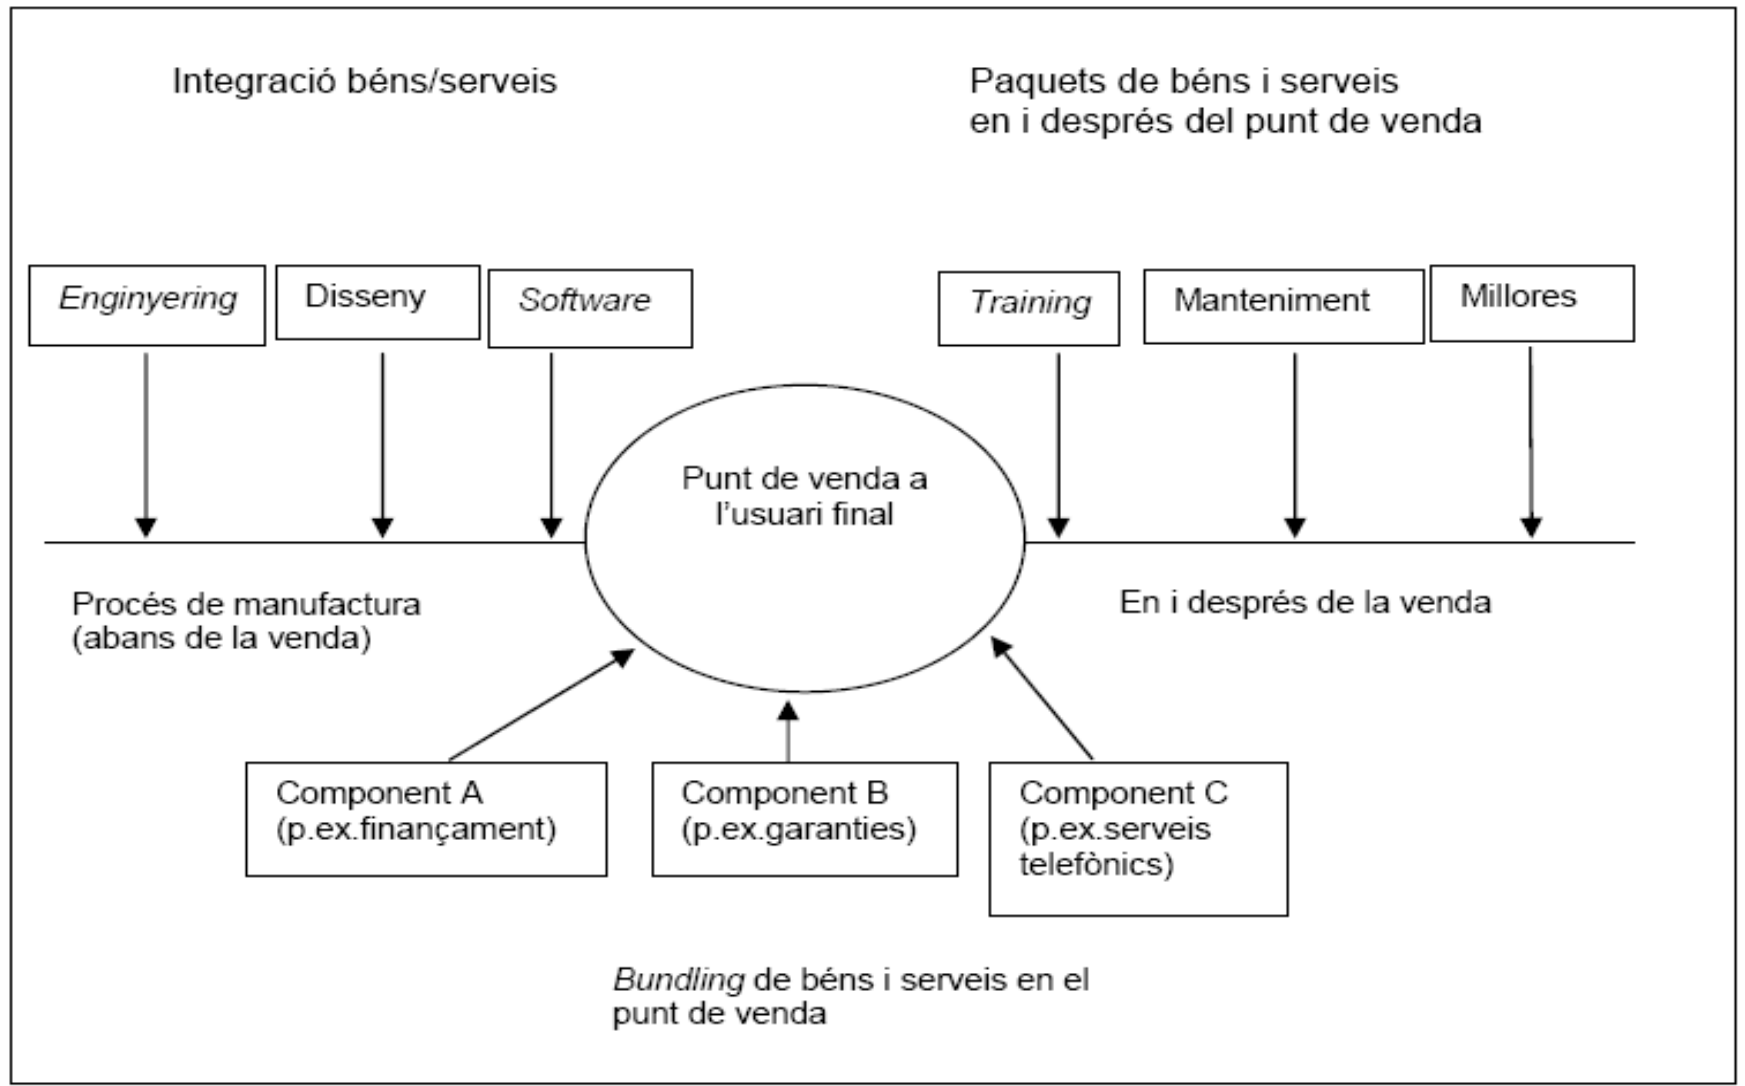 Integració béns/serveis
Paquets de béns i serveis
en i després del punt de venda
Enginyering
Disseny
Software
Training
Manteniment
Millores
Punt de venda a
l'usuari final
Procés de manufactura
(abans de la venda)
En i després de la venda
Component A
(p.ex.finançament)
Component B
(p.ex.garanties)
Component C
(p.ex.serveis
telefònics)
Bundling de béns i serveis en el
punt de venda